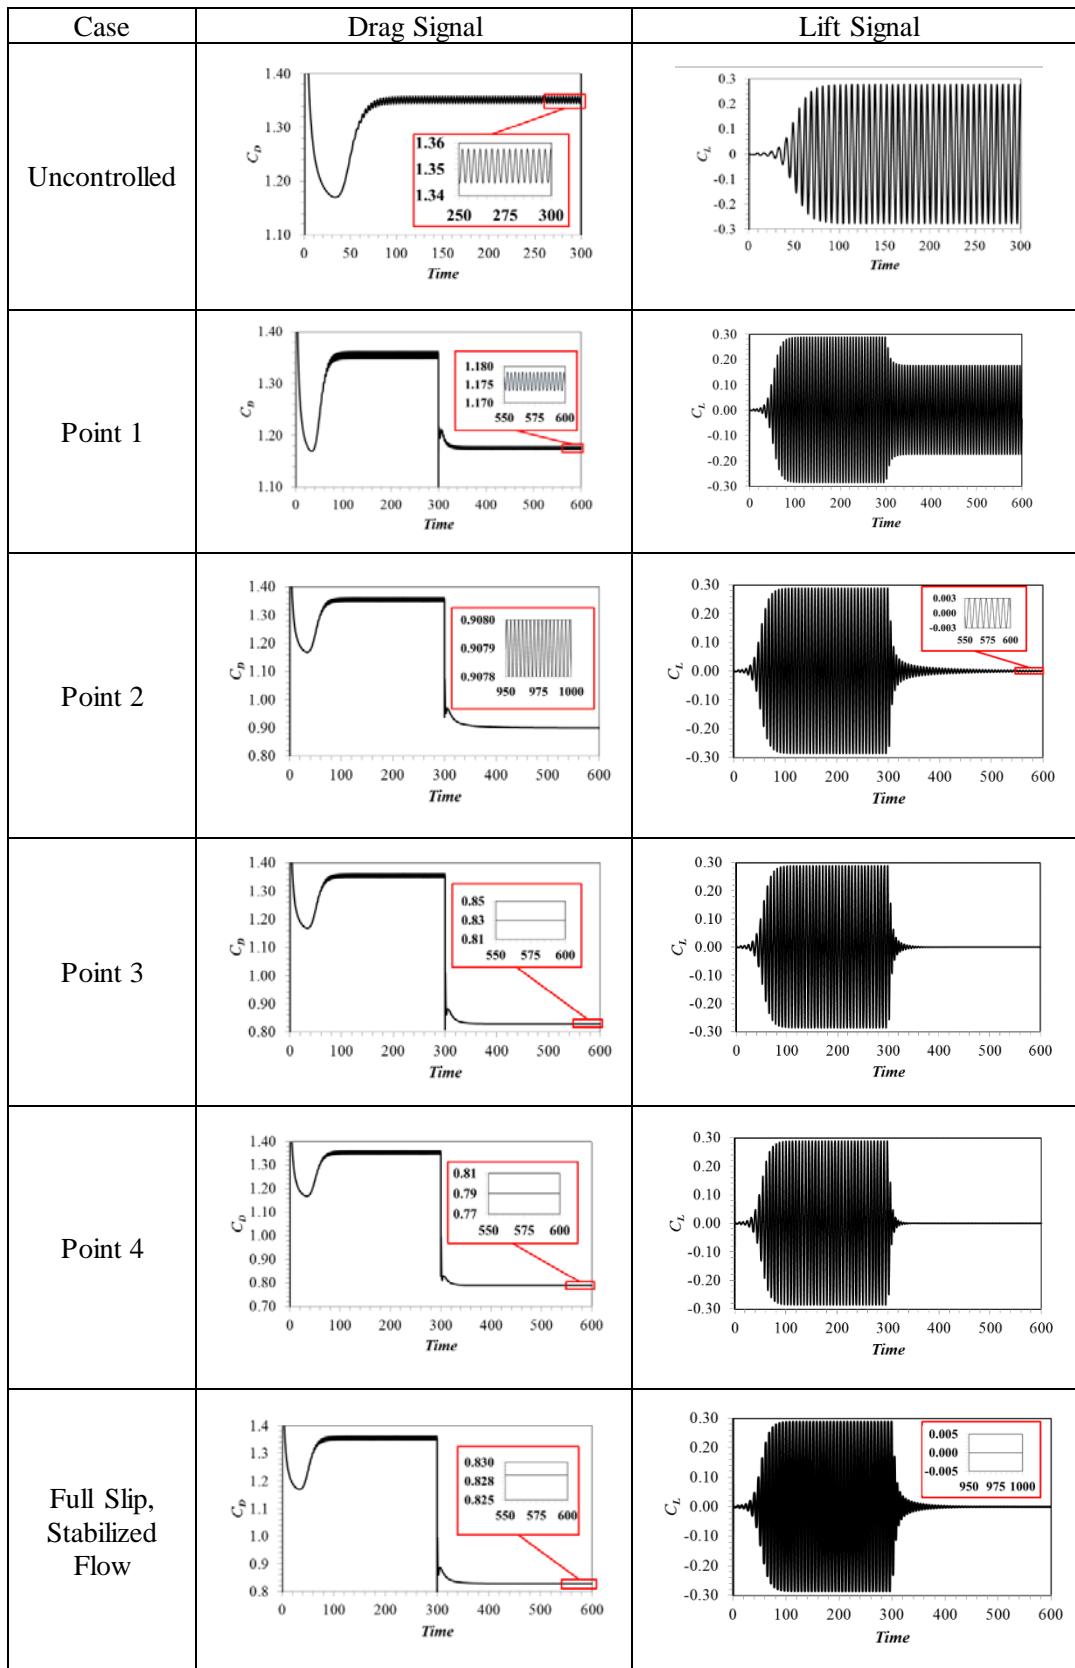 Case Drag Signal Lift Signal
Uncontrolled
1.40
1.30
1.20
1.10
C_D
0 50 100 150 200 250 300
Time
1.36
1.35
1.34
250 275 300
0.3
0.2
0.1
0
-0.1
-0.2
-0.3
C_L
0 50 100 150 200 250 300
Time
Point 1
1.40
1.30
1.20
1.10
C_D
0 100 200 300 400 500 600
Time
1.180
1.175
1.170
550 575 600
0.30
0.20
0.10
0.00
-0.10
-0.20
-0.30
C_L
0 100 200 300 400 500 600
Time
Point 2
1.40
1.30
1.20
1.10
1.00
0.90
0.80
C_D
0 100 200 300 400 500 600
Time
0.9080
0.9079
0.9078
950 975 1000
0.30
0.20
0.10
0.00
-0.10
-0.20
-0.30
C_L
0 100 200 300 400 500 600
Time
0.003
0.000
-0.003
550 575 600
Point 3
1.40
1.30
1.20
1.10
1.00
0.90
0.80
C_D
0 100 200 300 400 500 600
Time
0.85
0.83
0.81
550 575 600
0.30
0.20
0.10
0.00
-0.10
-0.20
-0.30
C_L
0 100 200 300 400 500 600
Time
Point 4
1.40
1.30
1.20
1.10
1.00
0.90
0.80
0.70
C_D
0 100 200 300 400 500 600
Time
0.81
0.79
0.77
550 575 600
0.30
0.20
0.10
0.00
-0.10
-0.20
-0.30
C_L
0 100 200 300 400 500 600
Time
Full Slip,
Stabilized
Flow
1.4
1.3
1.2
1.1
1.0
0.9
0.8
C_D
0 100 200 300 400 500 600
Time
0.830
0.828
0.825
550 575 600
0.30
0.20
0.10
0.00
-0.10
-0.20
-0.30
C_L
0 100 200 300 400 500 600
Time
0.005
0.000
-0.005
950 975 1000